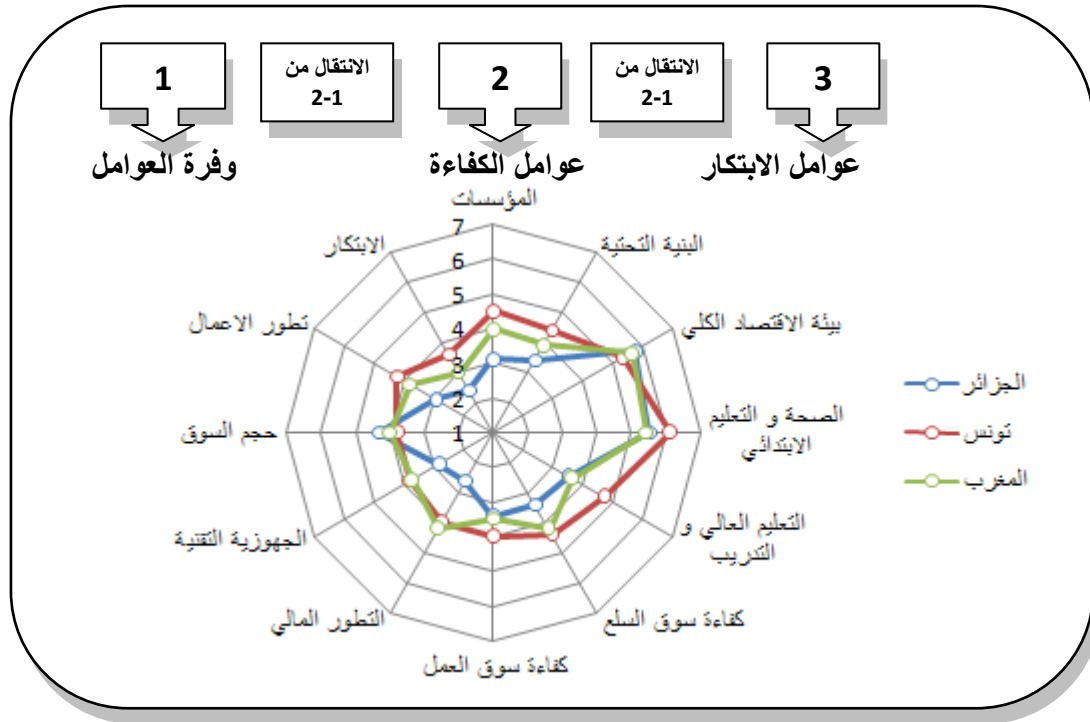 1
الانتقال من
2-1
2
الانتقال من
2-1
3
وفرة العوامل
عوامل الكفاءة
عوامل الابتكار
المؤسسات
البنية التحتية
بيئة الاقتصاد الكلي
الصحة و التعليم
الابتدائي
التعليم العالي و
التدريب
كفاءة سوق السلع
كفاءة سوق العمل
التطور المالي
الجهوزية التقنية
حجم السوق
تطور الاعمال
الابتكار
7
6
5
4
3
2
1
الجزائر
تونس
المغرب